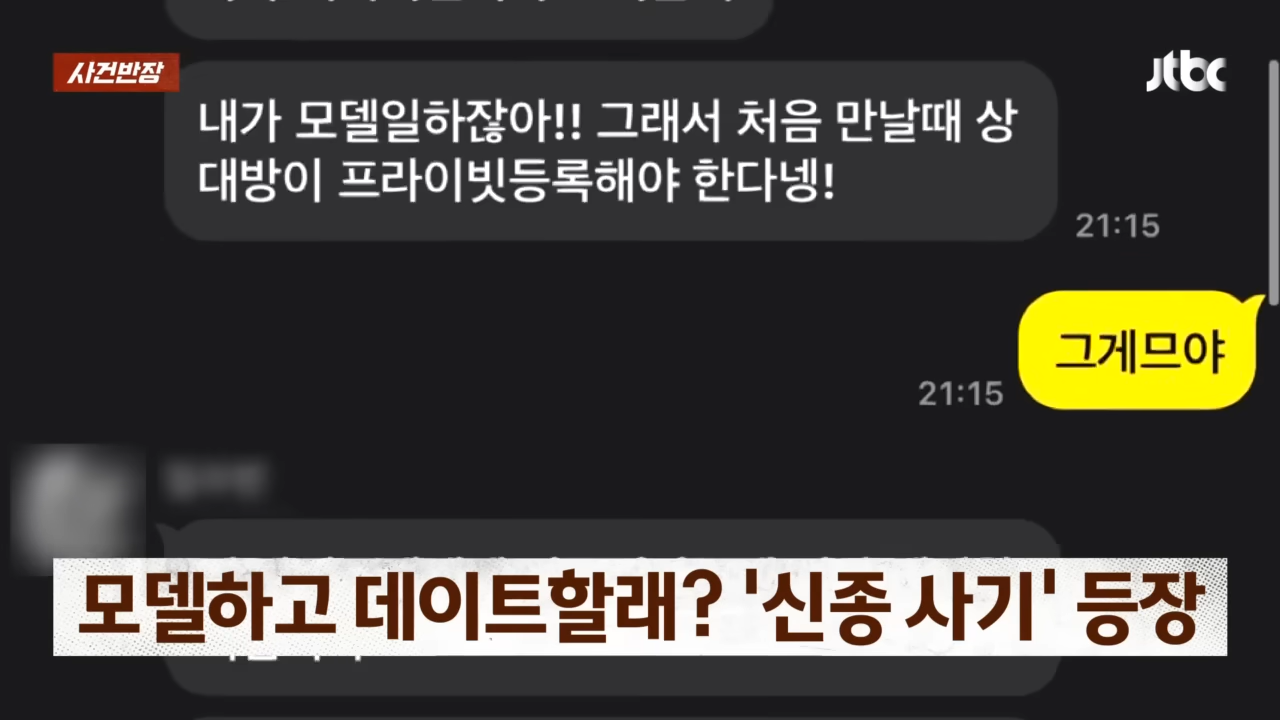 사건반장
jtbc
내가 모델일하잖아!! 그래서 처음 만날때 상
대방이 프라이빗등록해야 한다넹!
21:15
그게므야
21:15
모델하고 데이트할래? '신종 사기' 등장